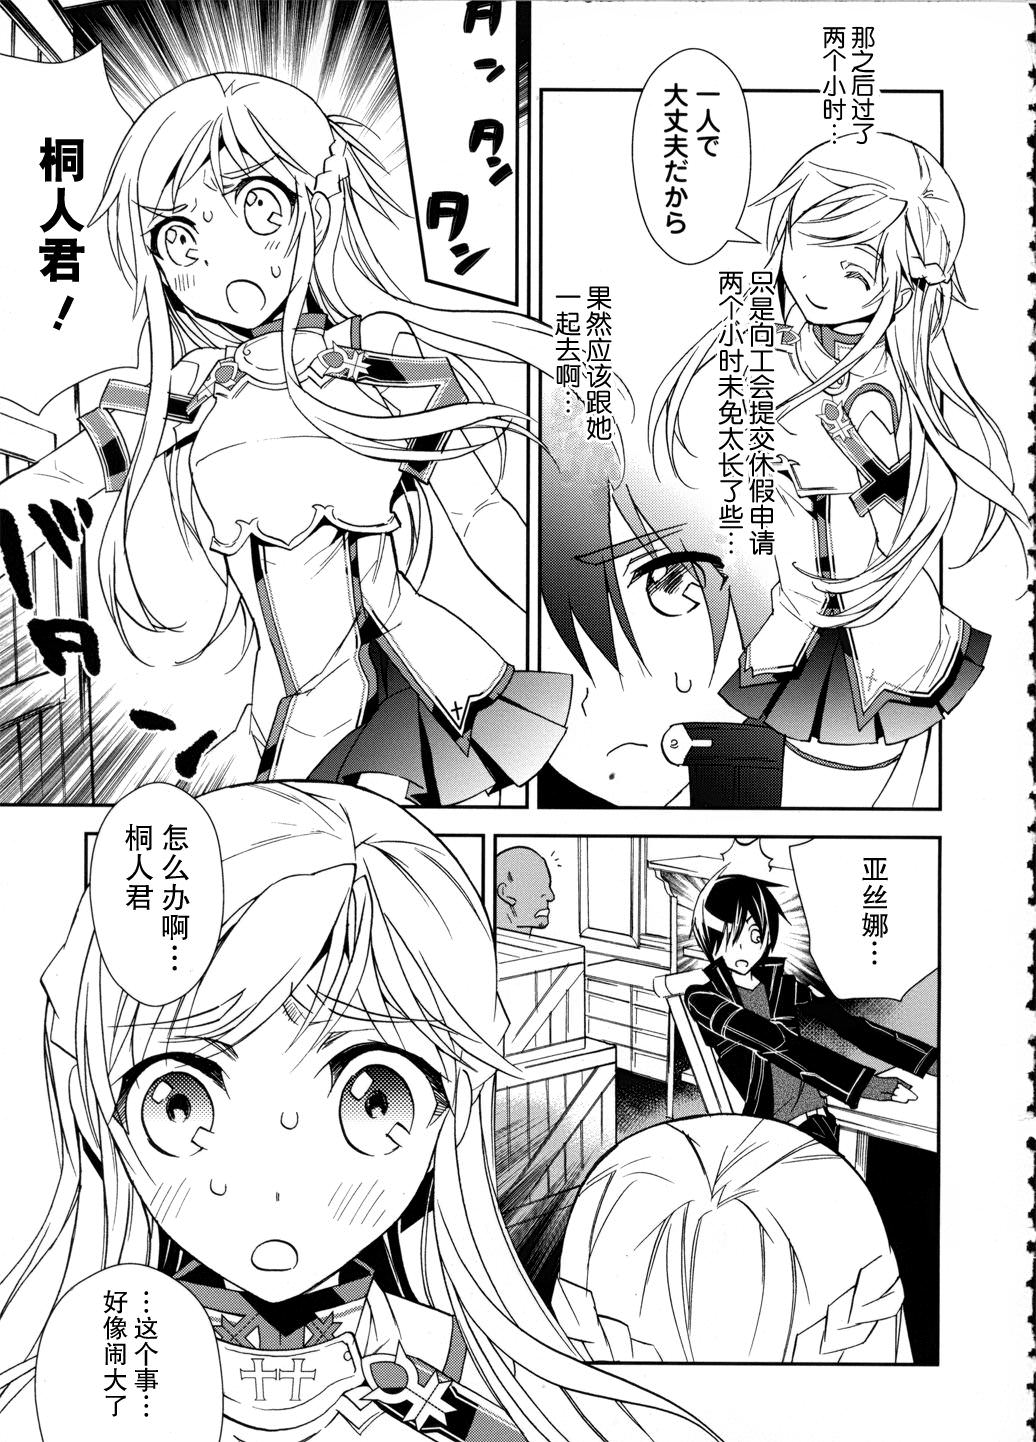 那之后过了
两个小时…
一人で
大丈夫だから
只是向工会提交休假申请
两个小时未免太长了些…
果然应该跟她
一起去啊…
タンタンタンッ
桐人君！
バタンッ
亚丝娜…
怎么办啊…
桐人君
…这个事…
好像闹大了